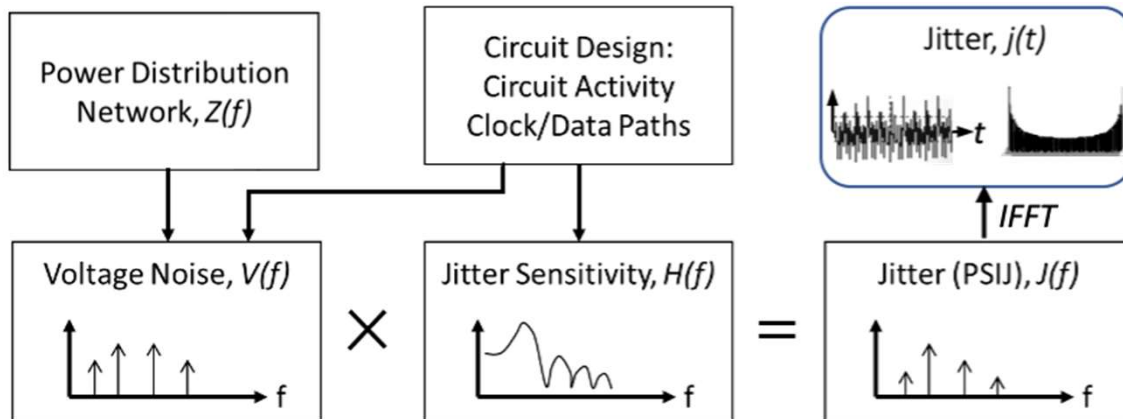 Power Distribution
Network, Z(f)
Circuit Design:
Circuit Activity
Clock/Data Paths
Jitter, j(t)
t
IFFT
Voltage Noise, V(f)
f
×
Jitter Sensitivity, H(f)
f
=
Jitter (PSIJ), J(f)
f